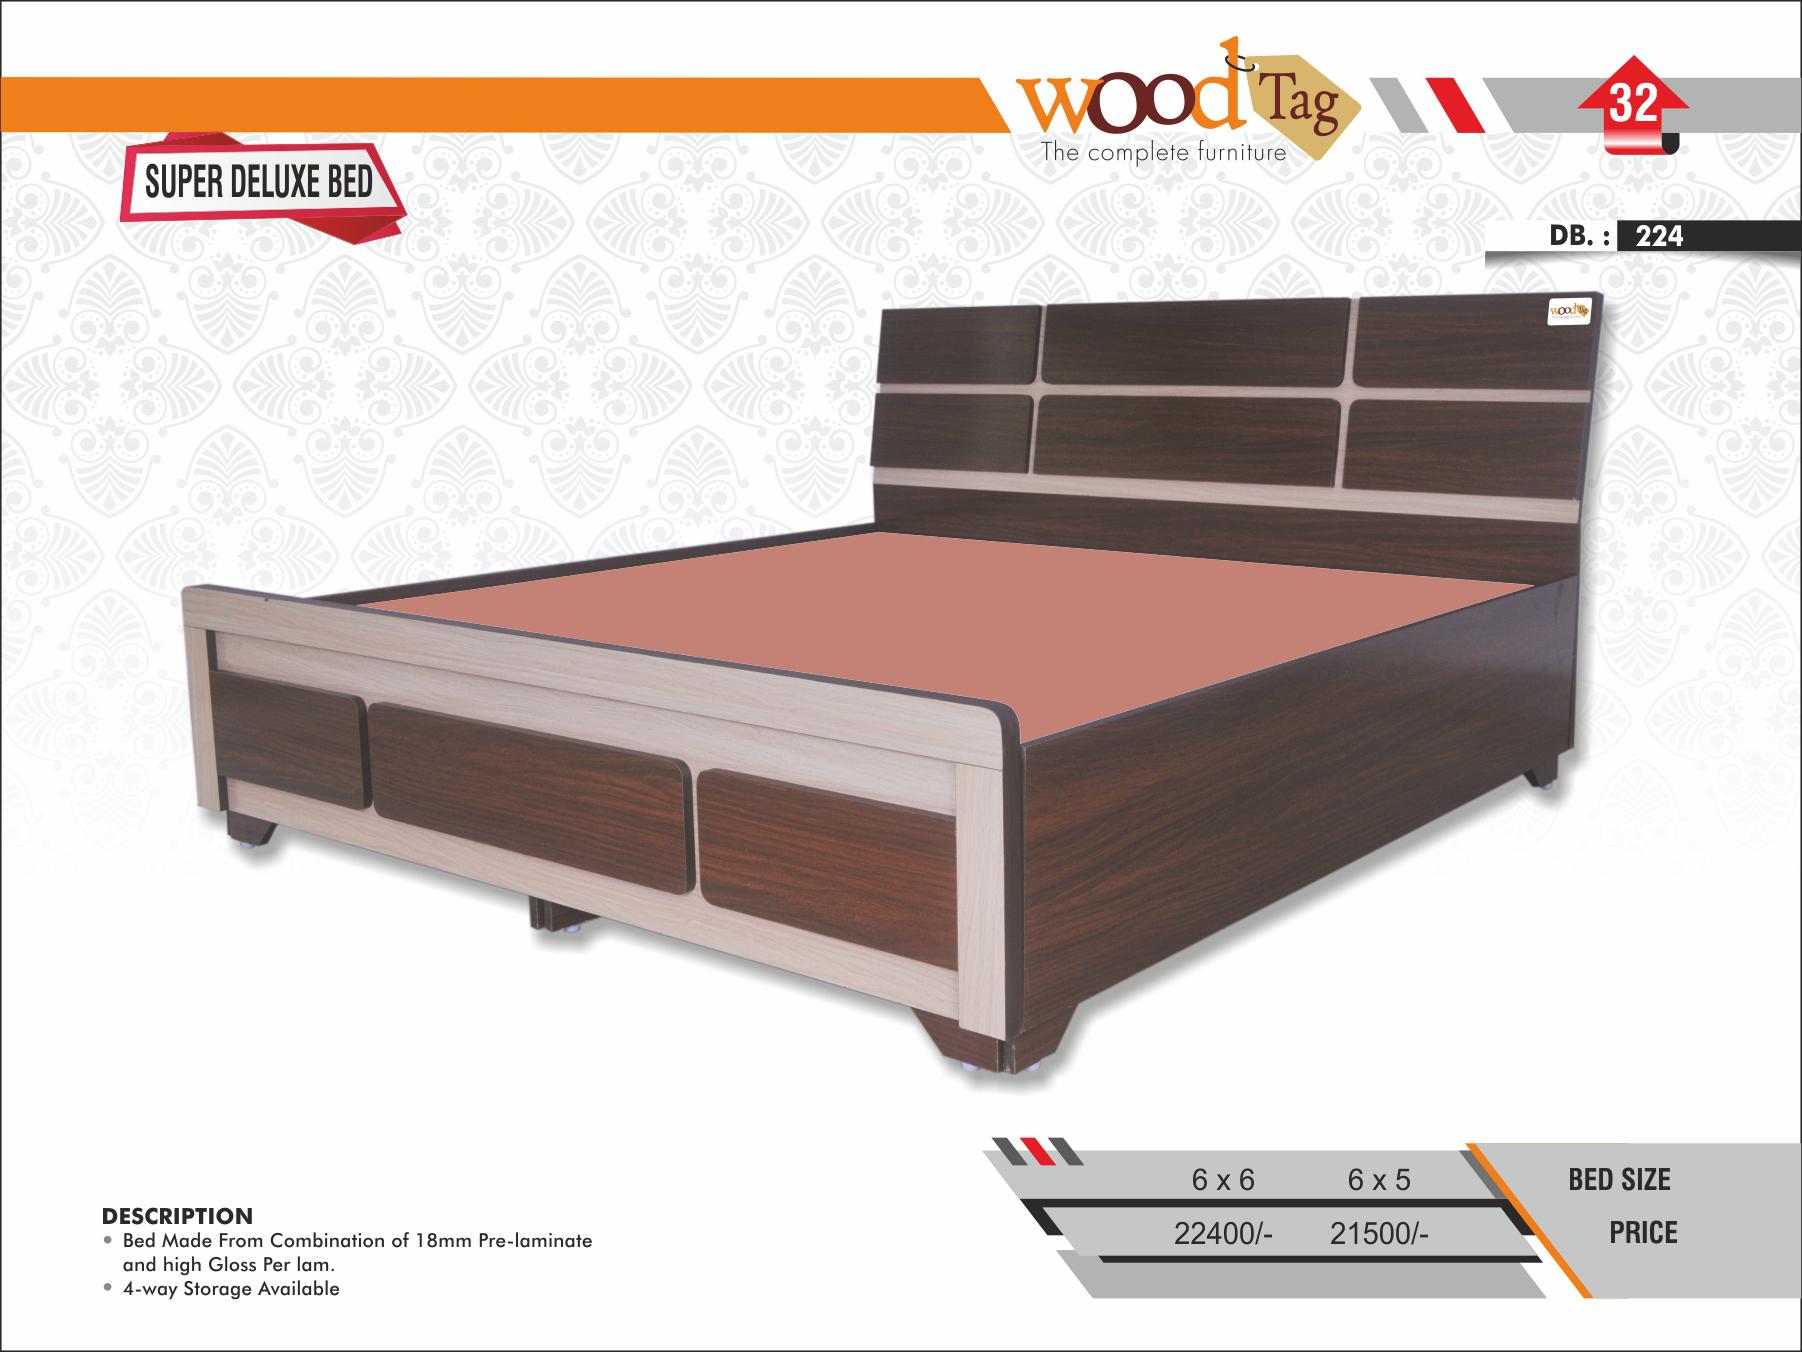 wood Tag
The complete furniture
32
SUPER DELUXE BED
DB. : 224
wood Tag
6 x 6 6 x 5 BED SIZE
22400/- 21500/- PRICE
DESCRIPTION
• Bed Made From Combination of 18mm Pre-laminate
and high Gloss Per lam.
• 4-way Storage Available